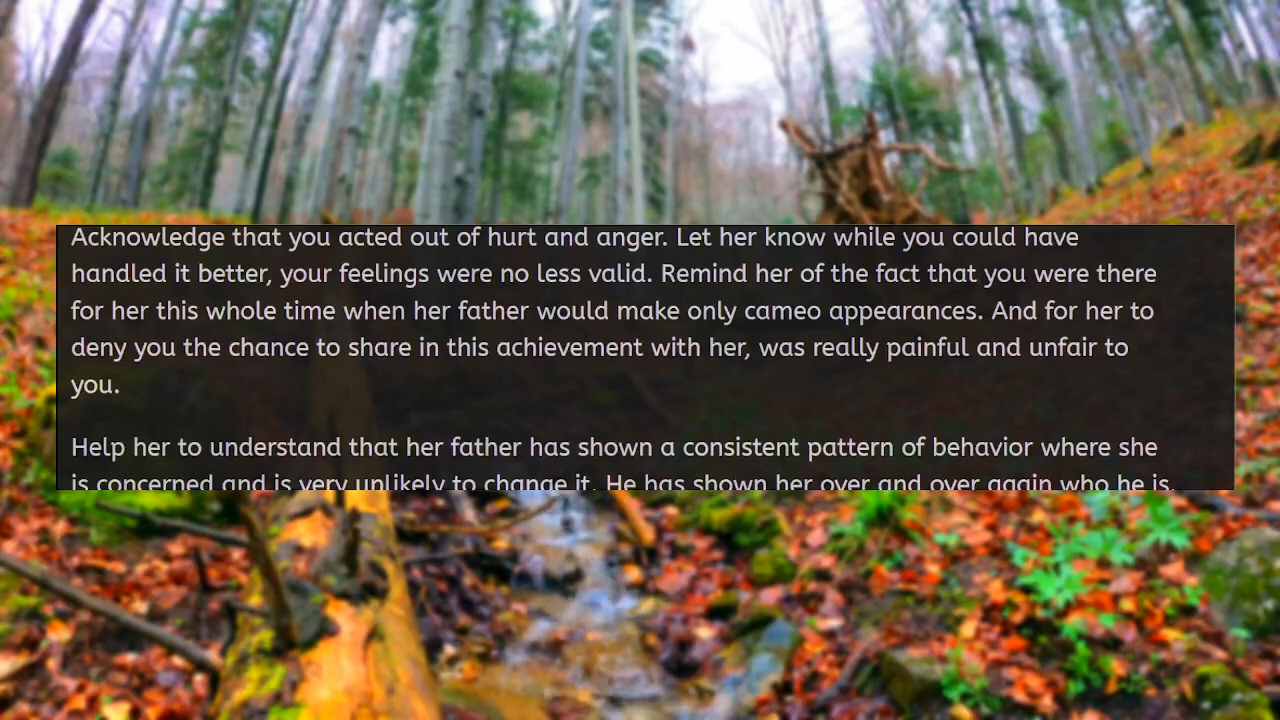 Acknowledge that you acted out of hurt and anger. Let her know while you could have
handled it better, your feelings were no less valid. Remind her of the fact that you were there
for her this whole time when her father would make only cameo appearances. And for her to
deny you the chance to share in this achievement with her, was really painful and unfair to
you.
Help her to understand that her father has shown a consistent pattern of behavior where she
is concerned and is very unlikely to change it. He has shown her over and over again who he is.